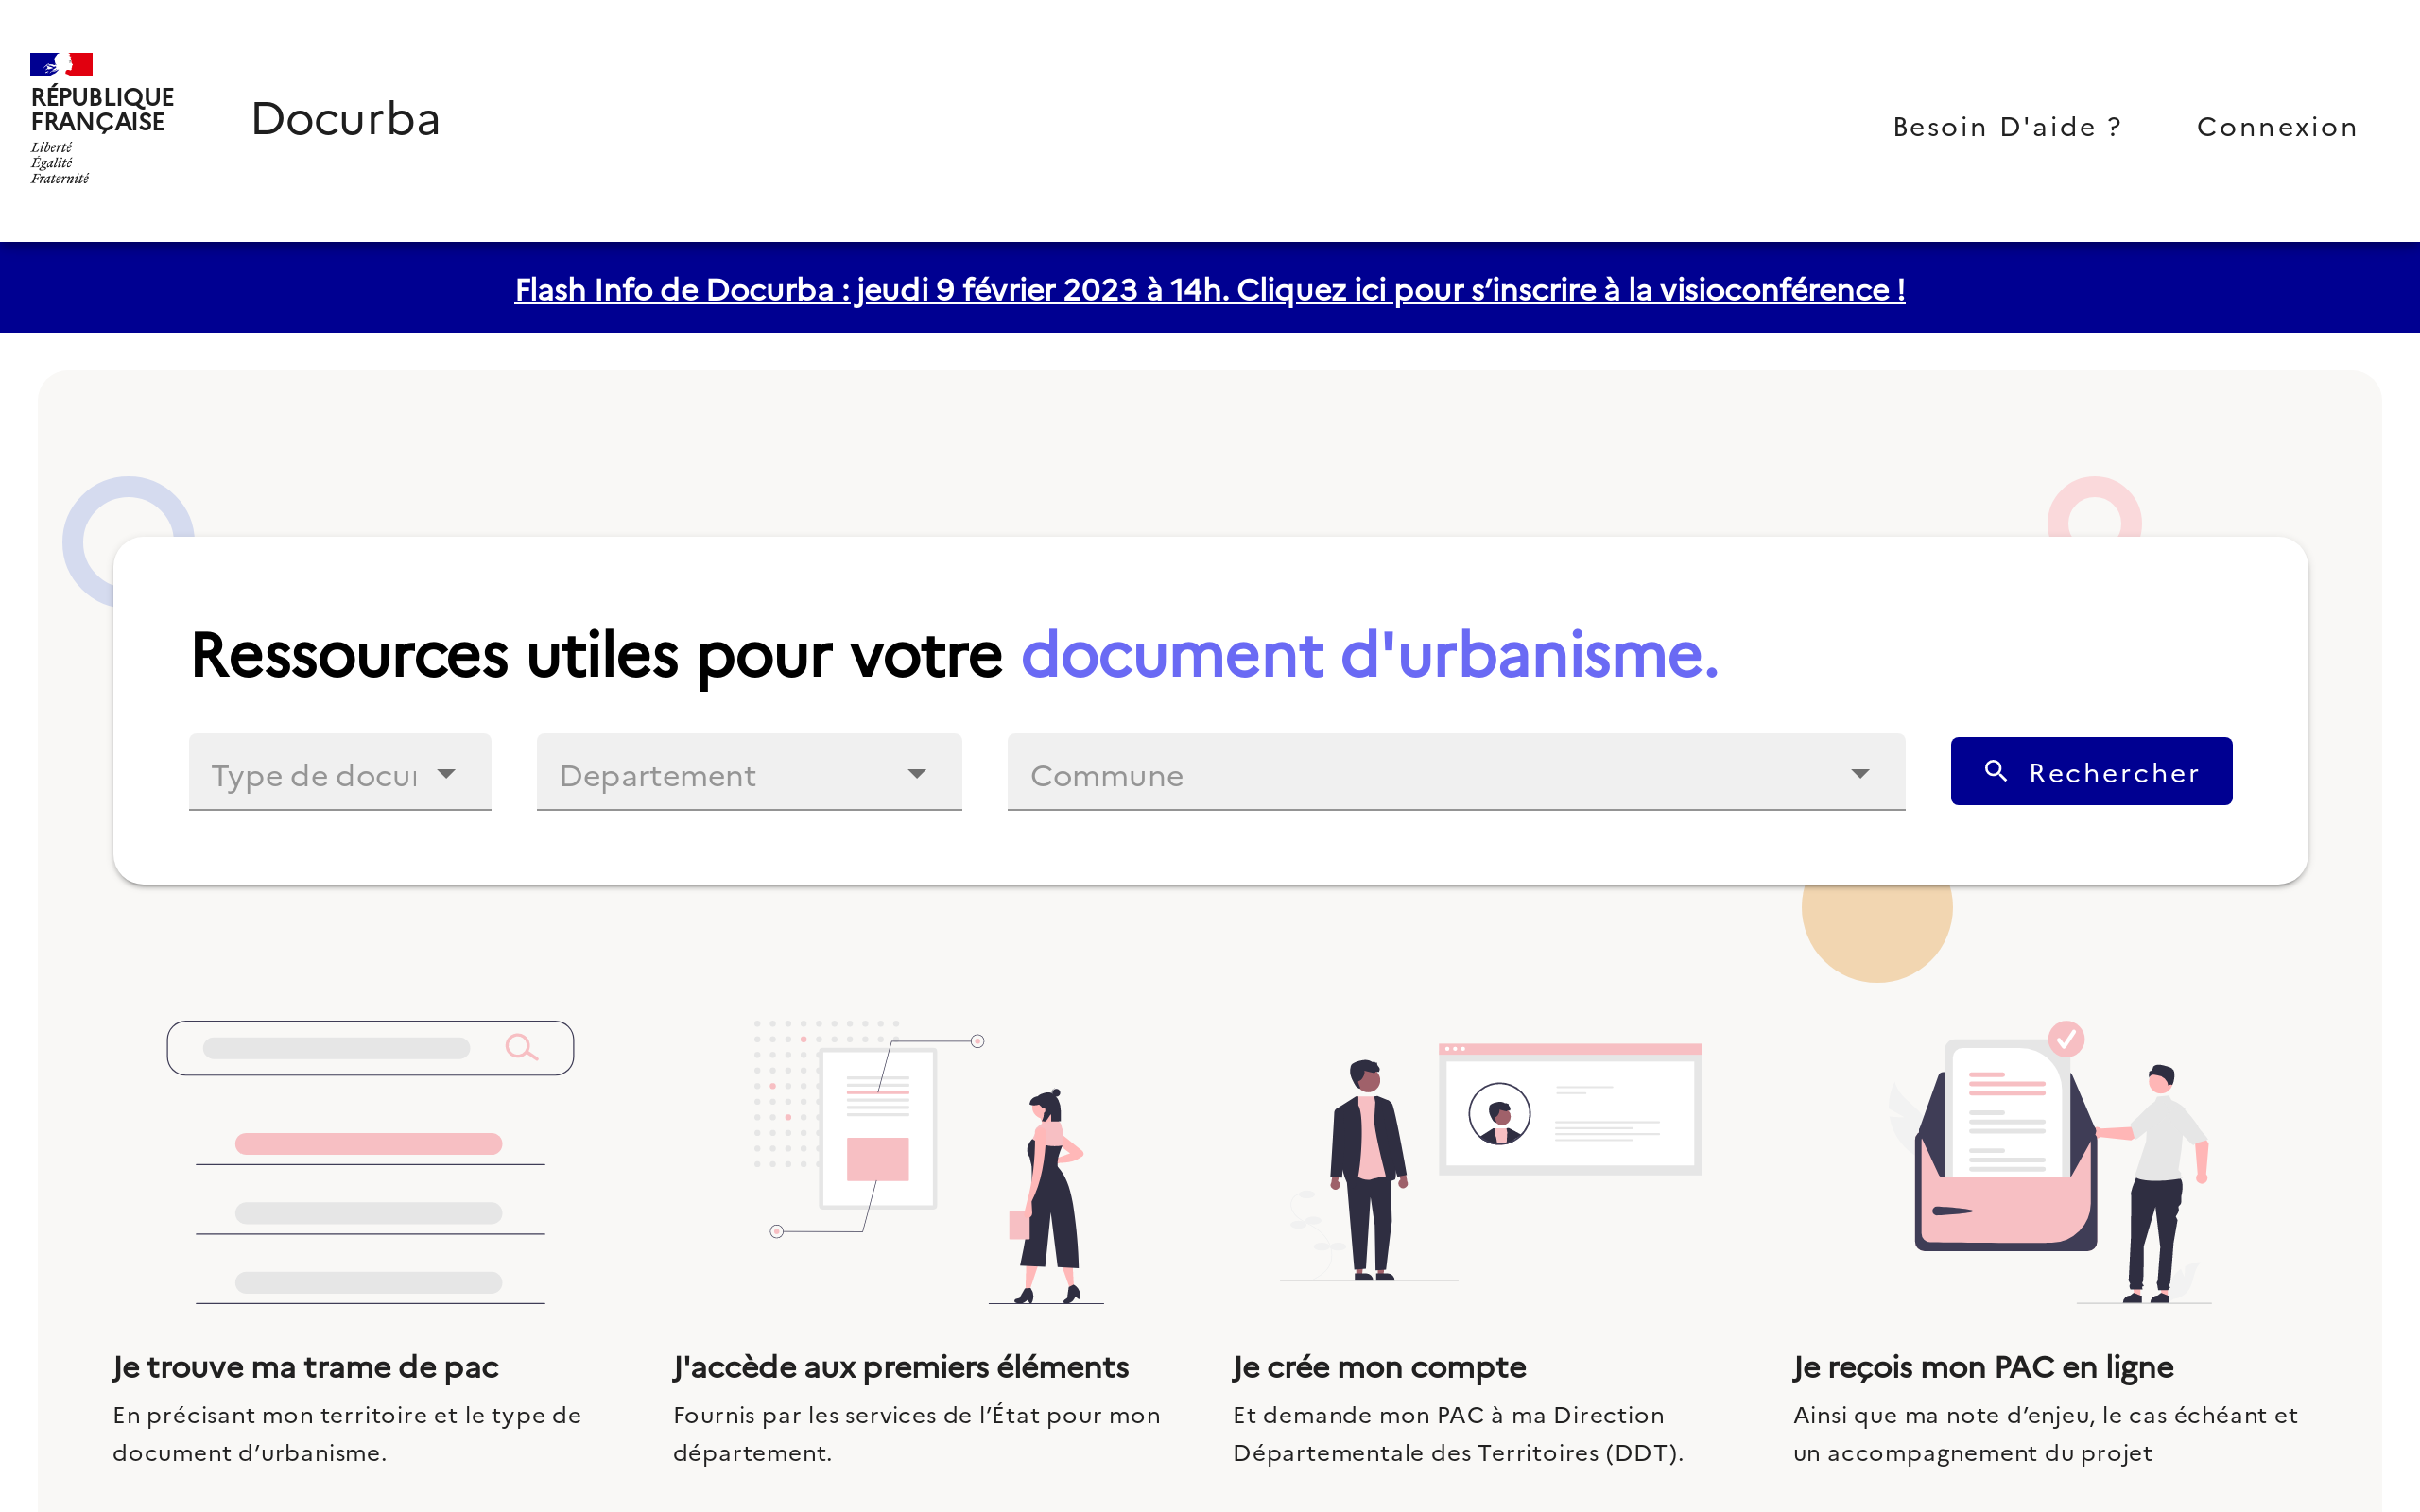 RÉPUBLIQUE
FRANÇAISE
Liberté
Égalité
Fraternité
Docurba
Besoin D'aide ?
Connexion
Flash Info de Docurba : jeudi 9 février 2023 à 14h. Cliquez ici pour s’inscrire à la visioconférence !
Ressources utiles pour votre document d'urbanisme.
Type de docu
Departement
Commune
Rechercher
Je trouve ma trame de pac
En précisant mon territoire et le type de
document d’urbanisme.
J'accède aux premiers éléments
Fournis par les services de l’État pour mon
département.
Je crée mon compte
Et demande mon PAC à ma Direction
Départementale des Territoires (DDT).
Je reçois mon PAC en ligne
Ainsi que ma note d’enjeu, le cas échéant et
un accompagnement du projet